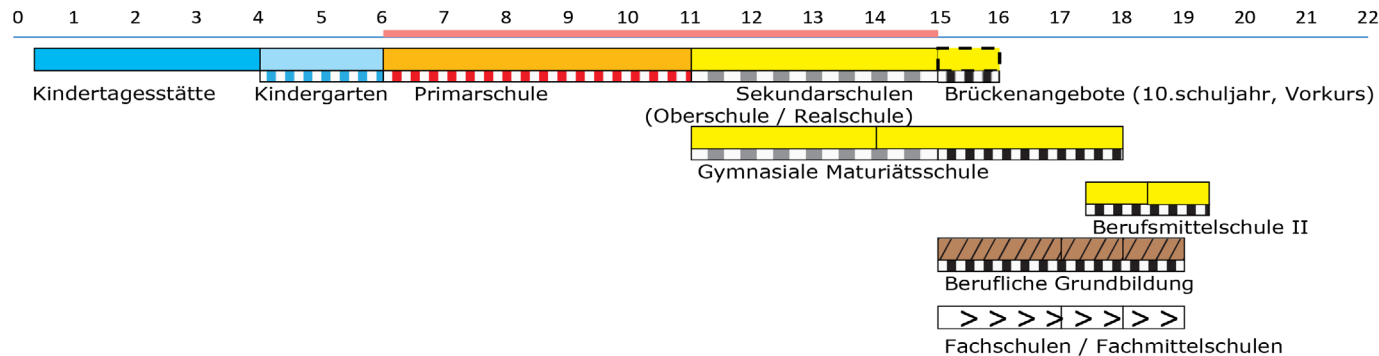 0 1 2 3 4 5 6 7 8 9 10 11 12 13 14 15 16 17 18 19 20 21 22
Kindertagesstätte Kindergarten Primarschule Sekundarschulen Brückenangebote (10.schuljahr, Vorkurs)
(Oberschule / Realschule)
Gymnasiale Maturiätsschule
Berufsmittelschule II
Berufliche Grundbildung
> > > > > > > >
Fachschulen / Fachmittelschulen